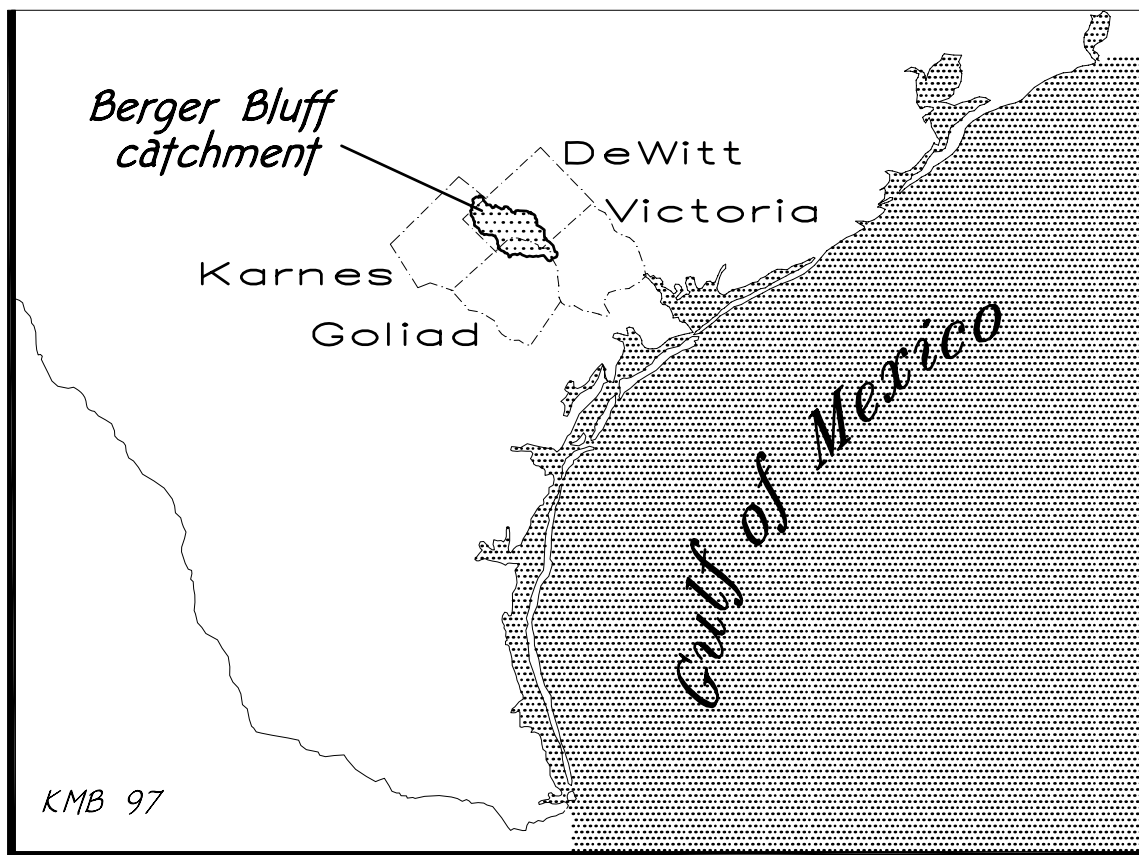 Berger Bluff
catchment
DeWitt
Victoria
Karnes
Goliad
Gulf of Mexico
KMB 97